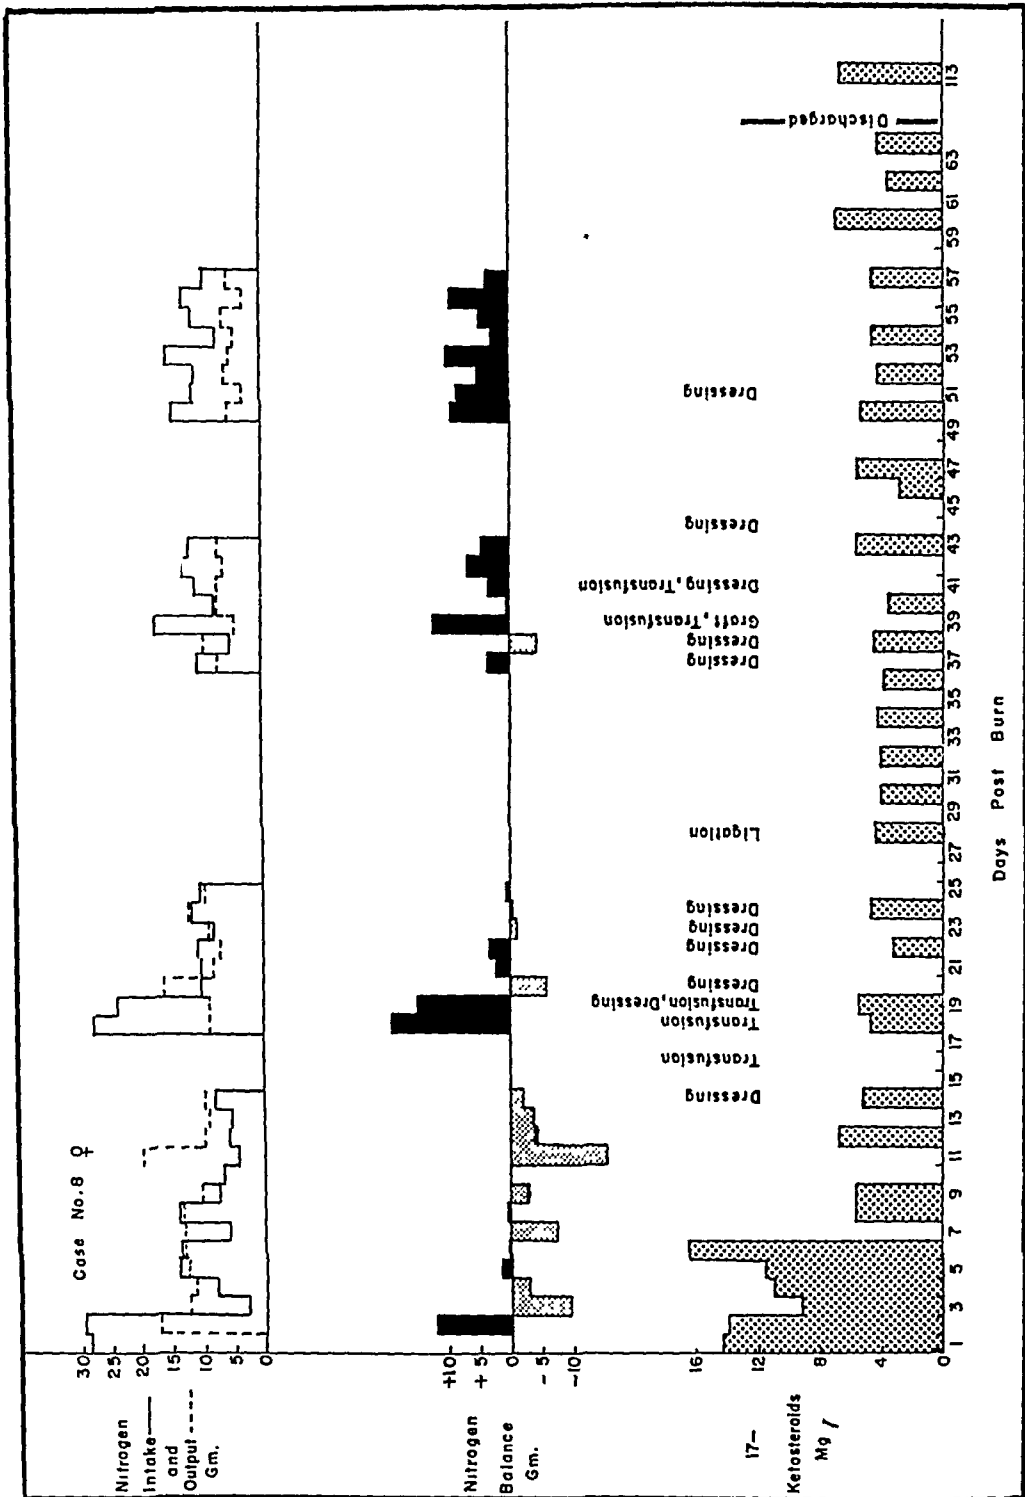 Case No.8 ♀
Nitrogen
Intake
and
Output
Gm.
30
25
20
15
10
5
0
Nitrogen
Balance
Gm.
+10
+5
0
-5
-10
Dressing
Transfusion
Transfusion
Transfusion, Dressing
Dressing
Dressing
Dressing
Dressing
Ligation
Dressing
Dressing
Graft, Transfusion
Dressing, Transfusion
Dressing
Dressing
Discharged
17-
Ketosteroids
Mg/
16
12
8
4
0
1 3 5 7 9 11 13 15 17 19 21 23 25 27 29 31 33 35 37 39 41 43 45 47 49 51 53 55 57 59 61 63 113
Days Post Burn